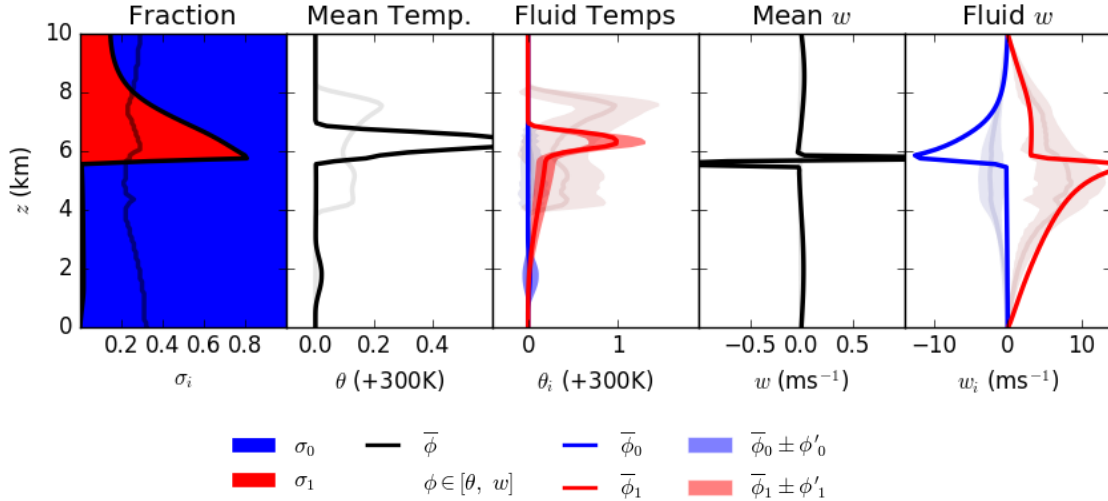 Fraction Mean Temp. Fluid Temps Mean w Fluid w
10
8
6
4
2
0
z (km)
0.2 0.4 0.6 0.8 0.0 0.2 0.4 0 1 −0.5 0.0 0.5 −10 0 10
σᵢ θ (+300K) θᵢ (+300K) w (ms⁻¹) wᵢ (ms⁻¹)
σ₀ ϕ̅ ϕ̅₀ ϕ̅₀ ± ϕ′₀
σ₁ ϕ ∈ [θ, w] ϕ̅₁ ϕ̅₁ ± ϕ′₁